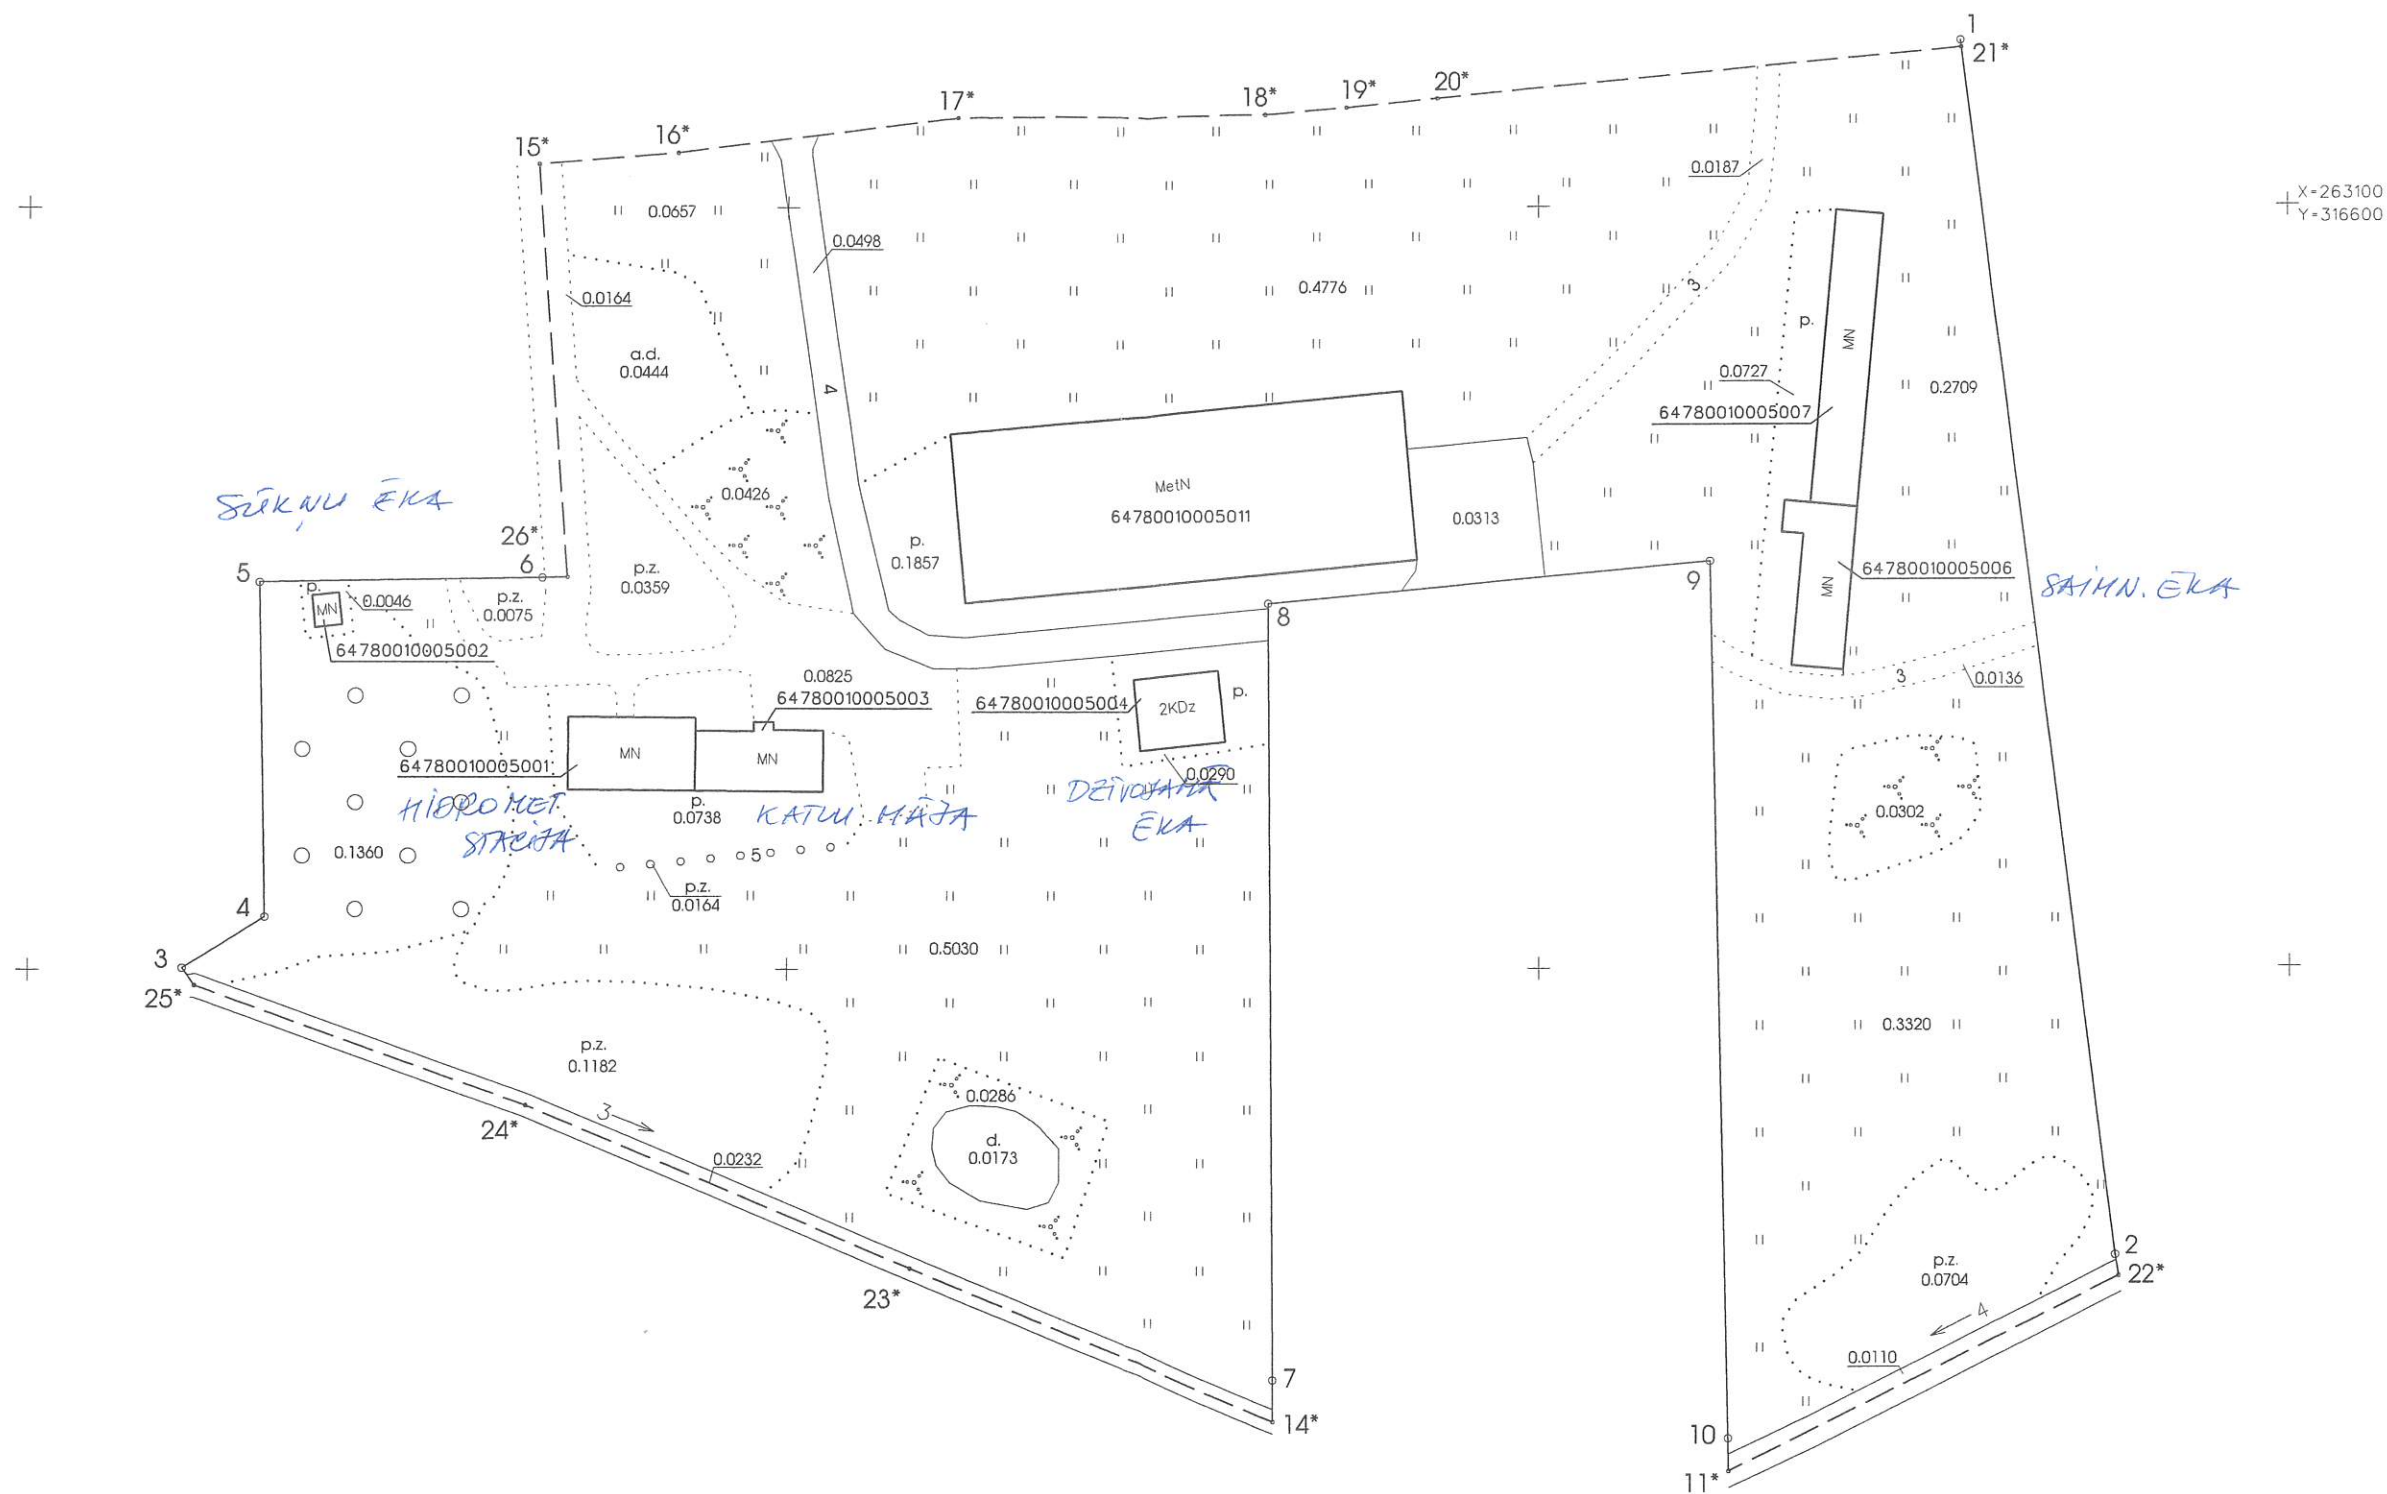 1
21*
20*
19*
18*
17*
16*
15*
0.0187
X=263100
Y=316600
0.0657
0.0498
0.4776
3
0.0164
p.
MN
a.d.
0.0444
4
0.0727
64780010005007
0.2709
SŪKŅU ĒKA
0.0426
MetN
64780010005011
0.0313
26*
5
6
p.
0.1857
9
64780010005006
SAIMN. ĒKA
MN
p.z.
0.0359
p.
MN
0.0046
p.z.
0.0075
8
64780010005002
0.0825
64780010005003
64780010005004
2KDz
p.
3
0.0136
MN
MN
64780010005001
0.0290
HIDROMET.
STACIJA
p.
0.0738
KATLU MĀJA
DZĪVOJAMĀ
ĒKA
0.0302
0.1360
5
p.z.
0.0164
4
3
25*
0.5030
0.3320
p.z.
0.1182
3
24*
0.0286
d.
0.0173
0.0232
23*
2
22*
p.z.
0.0704
4
0.0110
7
14*
10
11*